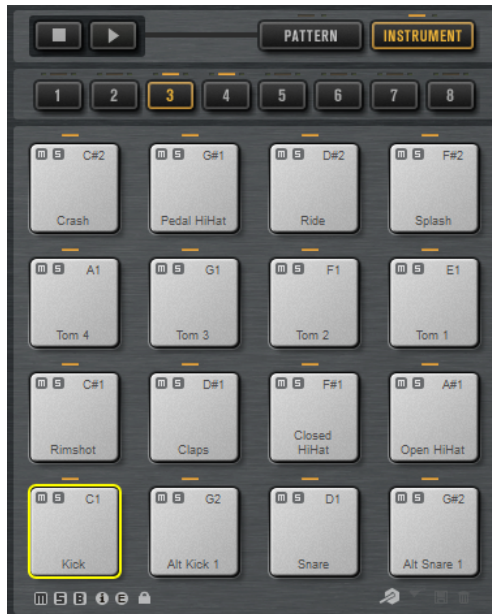 PATTERN INSTRUMENT
1 2 3 4 5 6 7 8
M S C#2 M S G#1 M S D#2 M S F#2
Crash Pedal HiHat Ride Splash
M S A1 M S G1 M S F1 M S E1
Tom 4 Tom 3 Tom 2 Tom 1
M S C#1 M S D#1 M S F#1 M S A#1
Closed
Rimshot Claps HiHat Open HiHat
M S C1 M S G2 M S D1 M S G#2
Kick Alt Kick 1 Snare Alt Snare 1
M S B i E